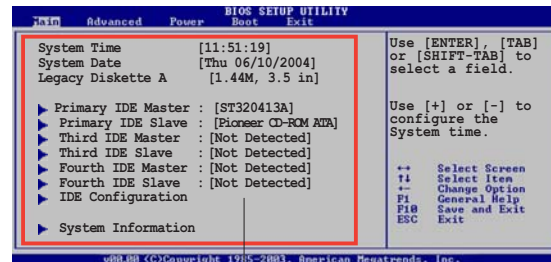 BIOS SETUP UTILITY
Main Advanced Power Boot Exit
System Time [11:51:19]
System Date [Thu 06/10/2004]
Legacy Diskette A [1.44M, 3.5 in]
Primary IDE Master : [ST320413A]
Primary IDE Slave : [Pioneer CD-ROM ATA]
Third IDE Master : [Not Detected]
Third IDE Slave : [Not Detected]
Fourth IDE Master : [Not Detected]
Fourth IDE Slave : [Not Detected]
IDE Configuration
System Information
Use [ENTER], [TAB]
or [SHIFT-TAB] to
select a field.
Use [+] or [-] to
configure the
System time.
↔ Select Screen
↑↓ Select Item
+- Change Option
F1 General Help
F10 Save and Exit
ESC Exit
v00.00 (C)Copyright 1985-2003, American Megatrends, Inc.